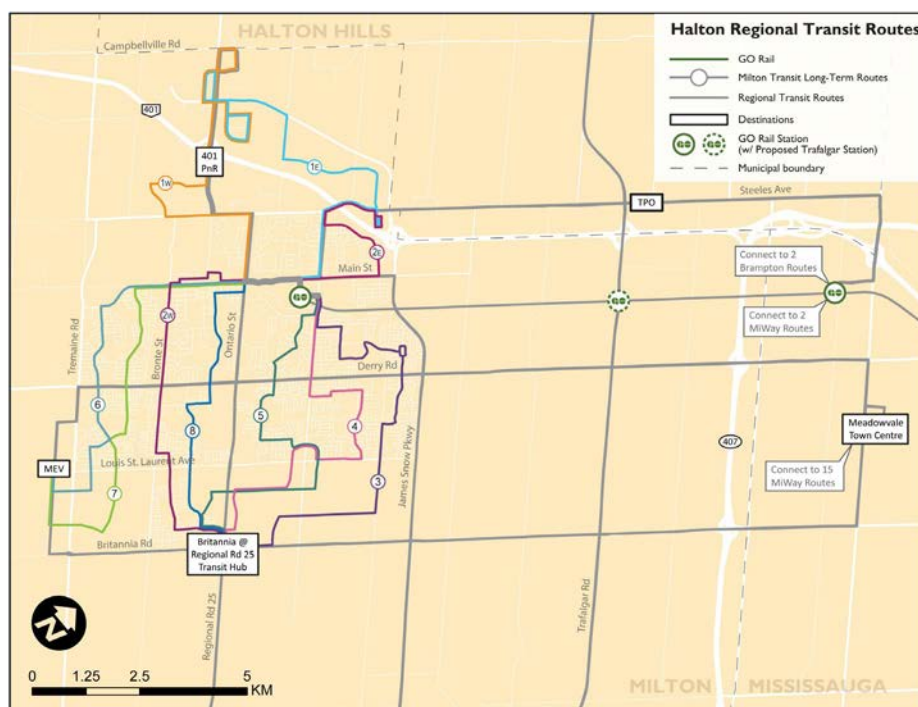 HALTON HILLS
Campbellville Rd
401
401
PnR
1E
1W
Halton Regional Transit Routes
GO Rail
Milton Transit Long-Term Routes
Regional Transit Routes
Destinations
GO GO
GO Rail Station
(w/ Proposed Trafalgar Station)
Municipal boundary
Steeles Ave
TPO
2E
Main St
Connect to 2
Brampton Routes
GO
GO
GO
Connect to 2
MiWay Routes
Tremaine Rd
2W
Bronte St
Ontario St
Derry Rd
6
5
4
8
MEV
Louis St. Laurent Ave
7
3
James Snow Pkwy
407
Meadowvale
Town Centre
Connect to 15
MiWay Routes
Britannia Rd
Britannia @
Regional Rd 25
Transit Hub
Regional Rd 25
Trafalgar Rd
N
0 1.25 2.5 5
KM
MILTON MISSISSAUGA